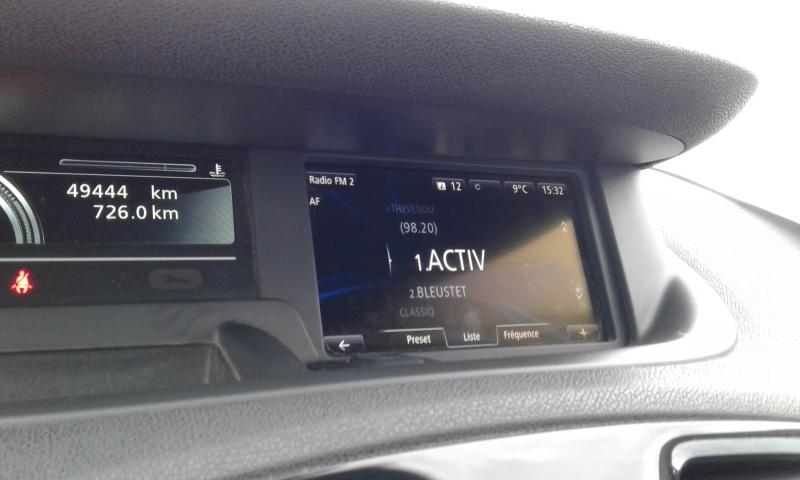 49444 km
726.0 km
Radio FM 2
i 12
9°C
15:32
AF
THEVENOU
(98.20)
1.ACTIV
2.BLEUSTET
CLASSIQ
Preset
Liste
Fréquence
+